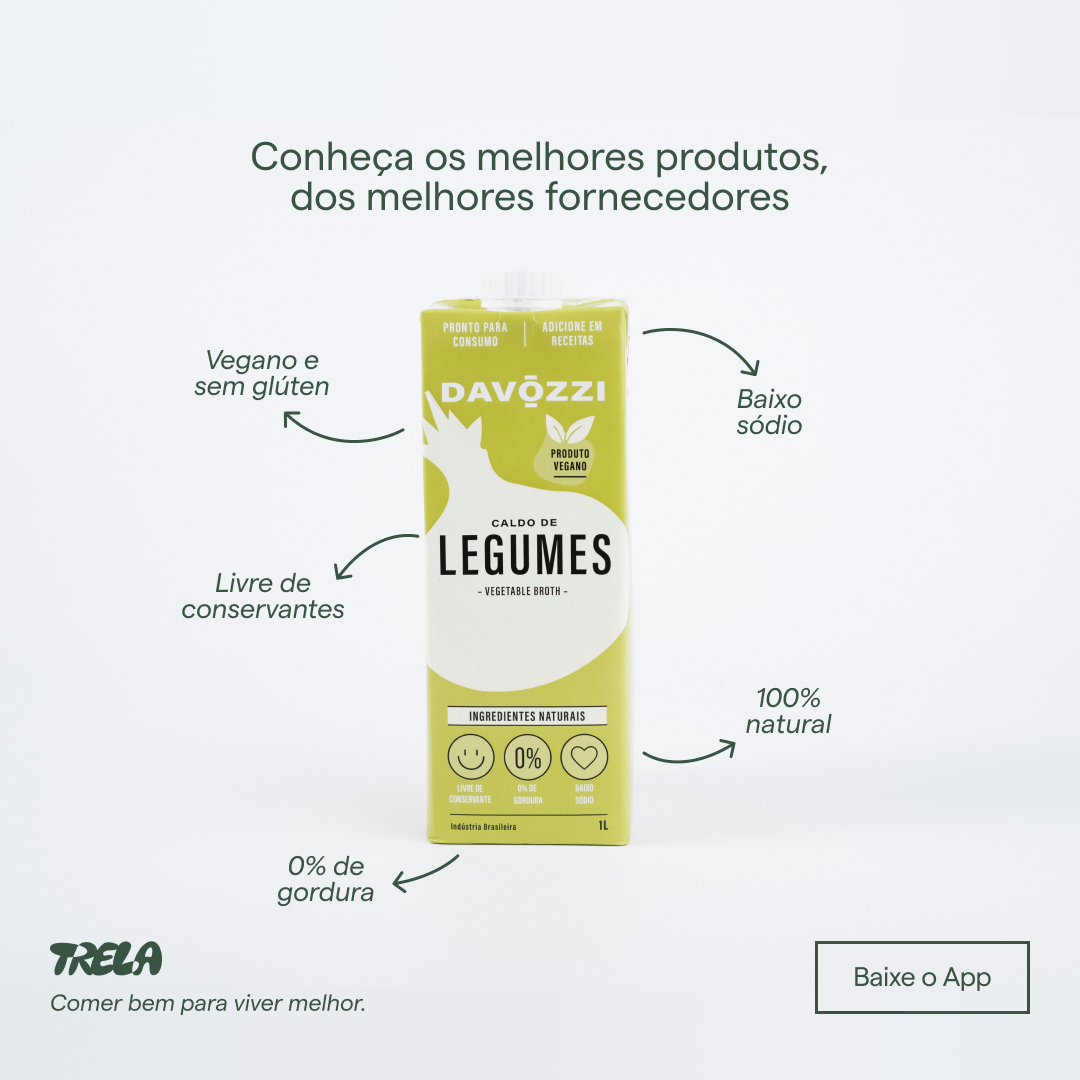 Conheça os melhores produtos,
dos melhores fornecedores
PRONTO PARA
CONSUMO
ADICIONE EM
RECEITAS
Vegano e
sem glúten
Baixo
sódio
DAVŌZZI
PRODUTO
VEGANO
CALDO DE
LEGUMES
- VEGETABLE BROTH -
Livre de
conservantes
100%
natural
INGREDIENTES NATURAIS
0%
LIVRE DE
CONSERVANTE
0% DE
GORDURA
BAIXO
SÓDIO
Indústria Brasileira
1L
0% de
gordura
TRELA
Comer bem para viver melhor.
Baixe o App